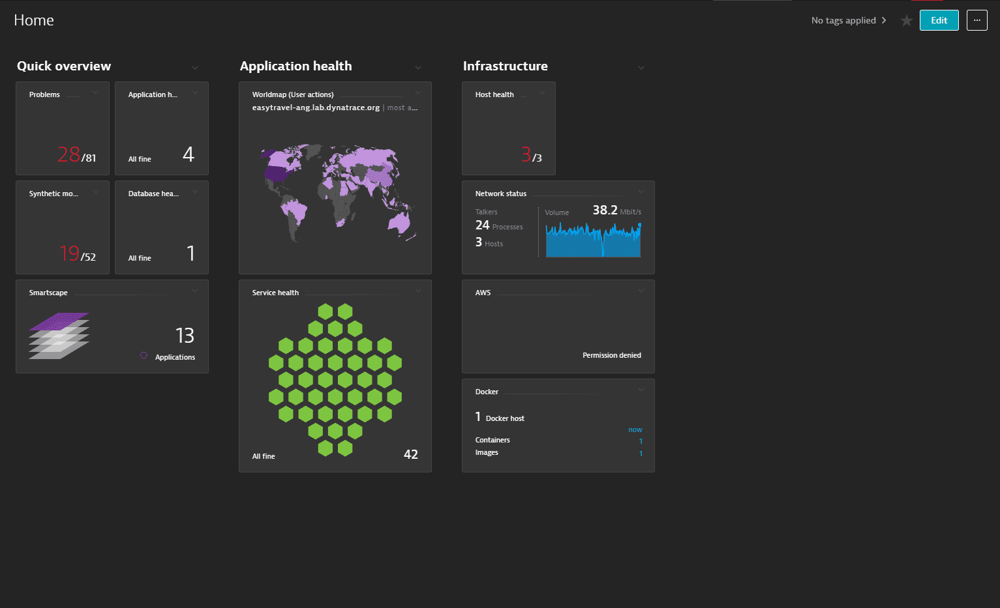 Home
No tags applied
Edit
...
Quick overview
Problems
28/81
Application h...
All fine
4
Synthetic mo...
19/52
Database hea...
All fine
1
Smartscape
13
Applications
Application health
Worldmap (User actions)
easytravel-ang.lab.dynatrace.org | most a...
Service health
All fine
42
Infrastructure
Host health
3/3
Network status
Talkers
24 Processes
3 Hosts
Volume
38.2 Mbit/s
AWS
Permission denied
Docker
1 Docker host
now
Containers 1
Images 1